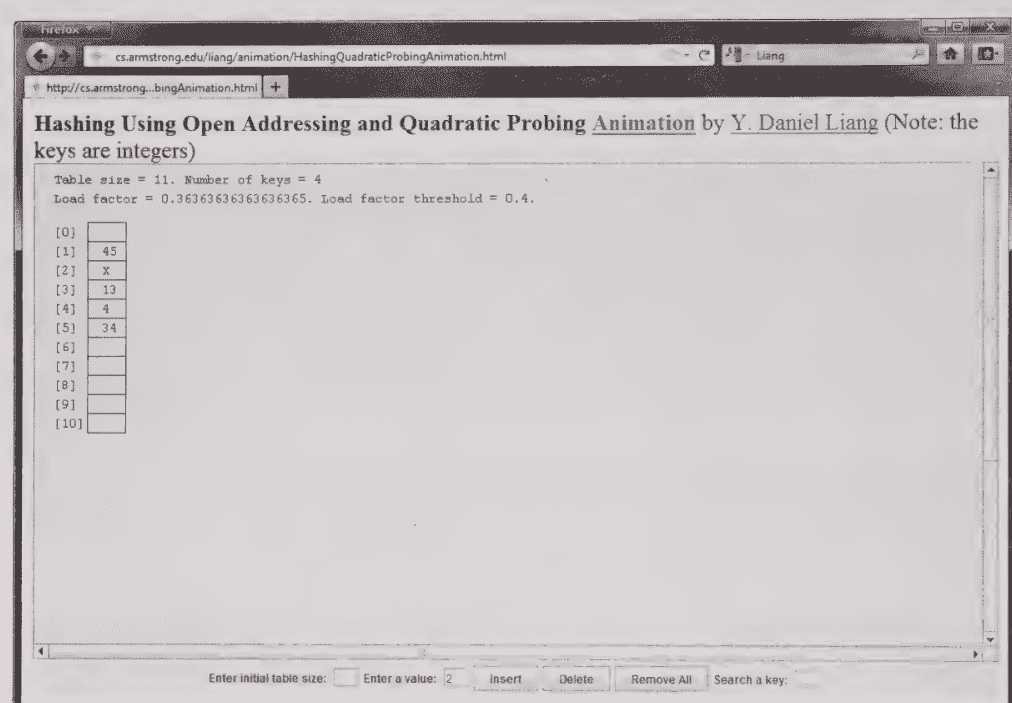 Firefox
cs.armstrong.edu/liang/animation/HashingQuadraticProbingAnimation.html
Liang
http://cs.armstrong...bingAnimation.html +
Hashing Using Open Addressing and Quadratic Probing Animation by Y. Daniel Liang (Note: the
keys are integers)
Table size = 11. Number of keys = 4
Load factor = 0.36363636363636365. Load factor threshold = 0.4.
[0]
[1] 45
[2] X
[3] 13
[4] 4
[5] 34
[6]
[7]
[8]
[9]
[10]
Enter initial table size: Enter a value: 2 Insert Delete Remove All Search a key: